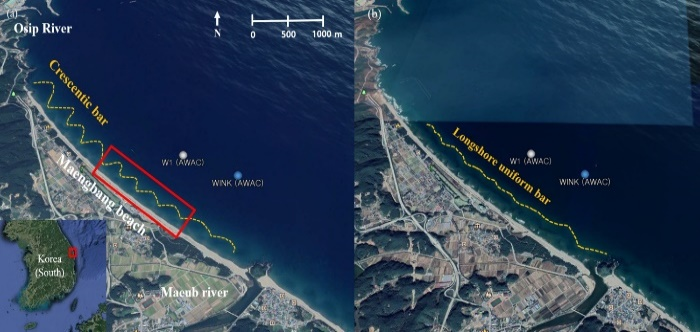 (a)
Osip River
N
0 500 1000 m
Crescentic bar
Maengbang beach
W1 (AWAC)
WINK (AWAC)
Korea
(South)
Maeub river
(b)
Longshore uniform bar
W1 (AWAC)
WINK (AWAC)